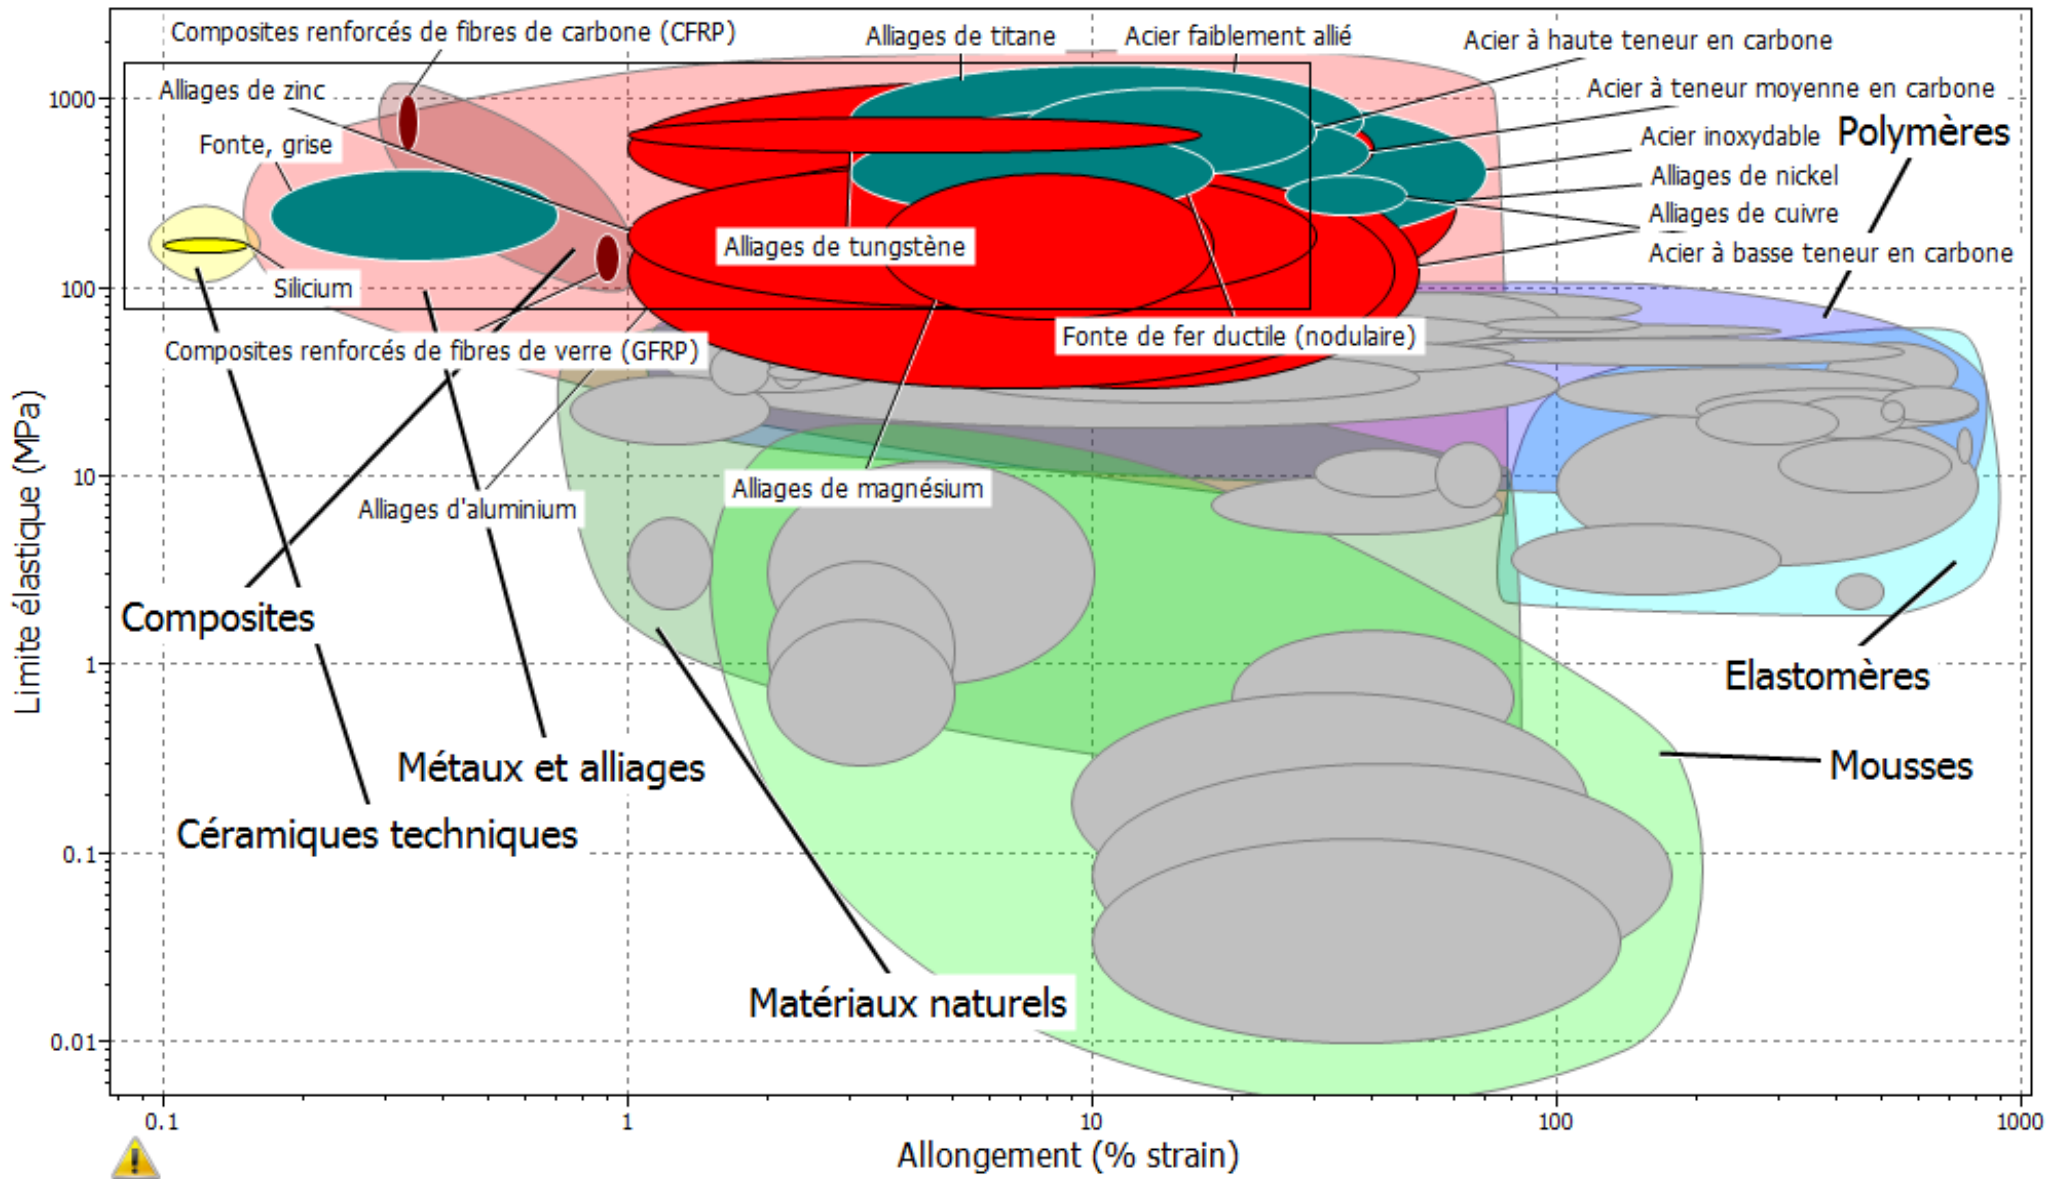 Composites renforcés de fibres de carbone (CFRP)
Alliages de titane
Acier faiblement allié
Acier à haute teneur en carbone
Alliages de zinc
Acier à teneur moyenne en carbone
Fonte, grise
Acier inoxydable
Polymères
Alliages de nickel
Alliages de cuivre
Alliages de tungstène
Acier à basse teneur en carbone
Silicium
Fonte de fer ductile (nodulaire)
Composites renforcés de fibres de verre (GFRP)
Alliages de magnésium
Alliages d'aluminium
Composites
Elastomères
Métaux et alliages
Mousses
Céramiques techniques
Matériaux naturels
Limite élastique (MPa)
1000
100
10
1
0.1
0.01
0.1
1
10
100
1000
Allongement (% strain)